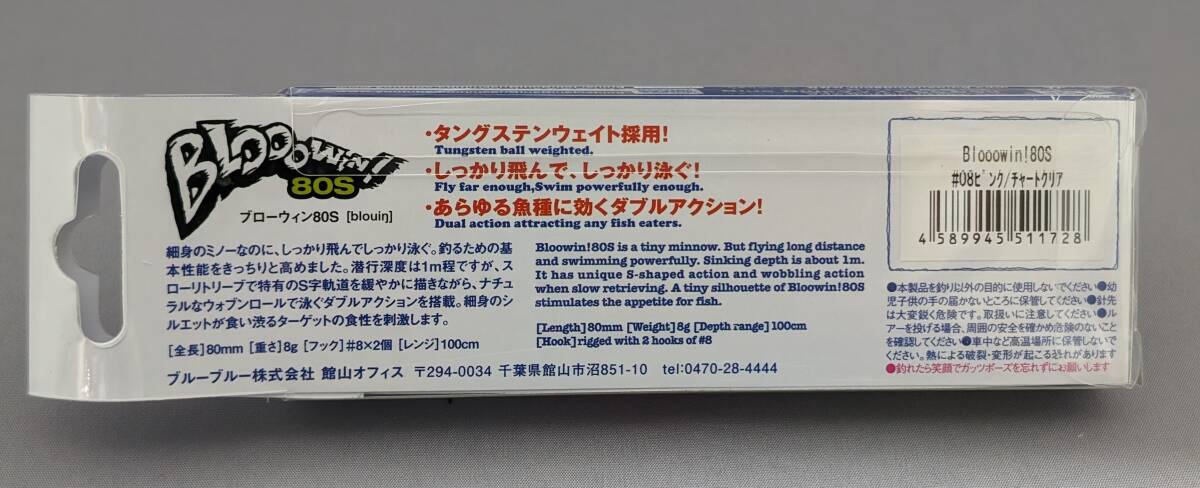 BLOOOWIN!
80S
ブローウィン80S [blouiŋ]
・タングステンウェイト採用!
Tungsten ball weighted.
・しっかり飛んで、しっかり泳ぐ!
Fly far enough,Swim powerfully enough.
・あらゆる魚種に効くダブルアクション!
Dual action attracting any fish eaters.
細身のミノーなのに、しっかり飛んでしっかり泳ぐ。釣るための基
本性能をきっちりと高めました。潜行深度は1m程ですが、ス
ローリトリーブで特有のS字軌道を緩やかに描きながら、ナチュ
ラルなウォブンロールで泳ぐダブルアクションを搭載。細身のシ
ルエットが食い渋るターゲットの食性を刺激します。
[全長]80mm [重さ]8g [フック]#8×2個 [レンジ]100cm
Bloowin!80S is a tiny minnow. But flying long distance
and swimming powerfully. Sinking depth is about 1m.
It has unique S-shaped action and wobbling action
when slow retrieving. A tiny silhouette of Bloowin!80S
stimulates the appetite for fish.
[Length]80mm [Weight]8g [Depth range]100cm
[Hook]rigged with 2 hooks of #8
ブルーブルー株式会社 館山オフィス 〒294-0034 千葉県館山市沼851-10 tel:0470-28-4444
Blooowin!80S
#08ピンク/チャートクリア
4 589945 511728
●本製品を釣り以外の目的に使用しないでください●幼
児子供の手の届かないところに保管してください●針先
は大変鋭く危険です。取扱いに注意してください●ル
アーを投げる場合、周囲の安全を確かめ危険のないこと
を確認してください●車中など高温場所に保管しないで
ください。熱による破裂・変形が起こる恐れがあります
●釣れたら笑顔でガッツポーズを忘れずにお願いします